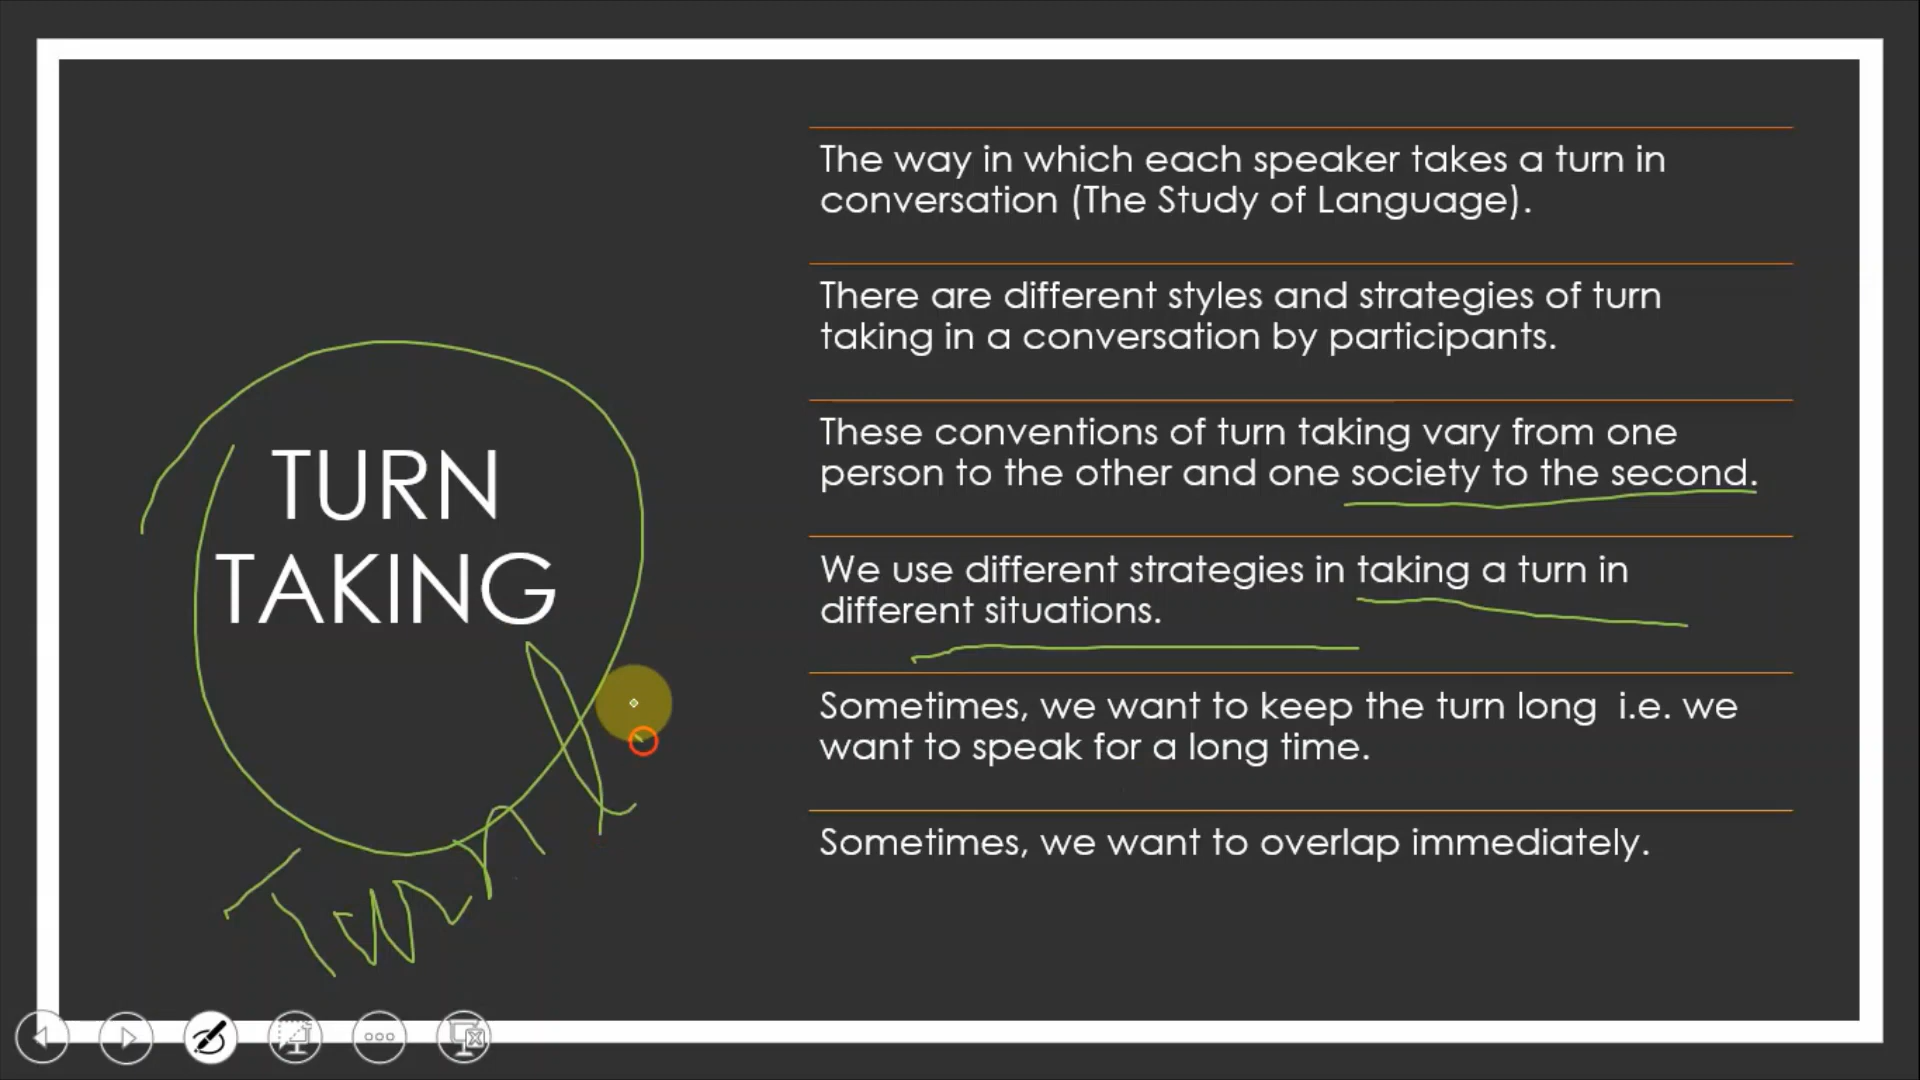 TURN
TAKING
The way in which each speaker takes a turn in
conversation (The Study of Language).
There are different styles and strategies of turn
taking in a conversation by participants.
These conventions of turn taking vary from one
person to the other and one society to the second.
We use different strategies in taking a turn in
different situations.
Sometimes, we want to keep the turn long i.e. we
want to speak for a long time.
Sometimes, we want to overlap immediately.
Turn